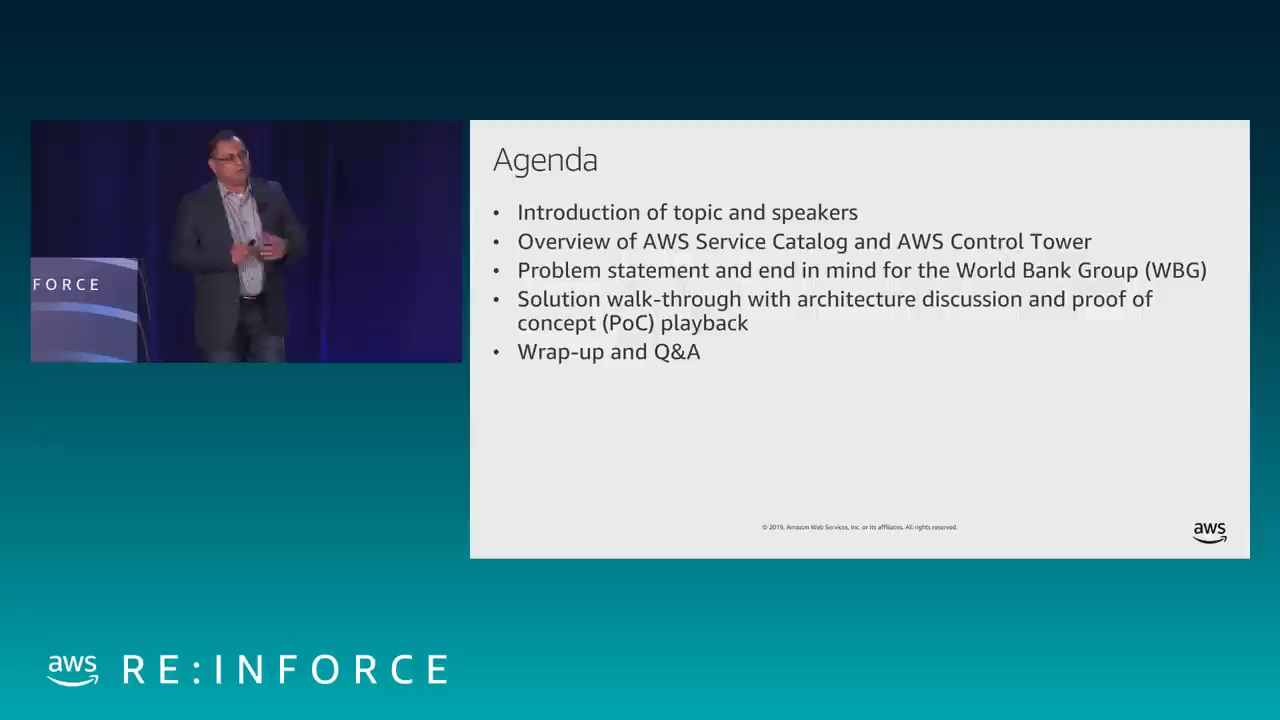 FORCE
Agenda
• Introduction of topic and speakers
• Overview of AWS Service Catalog and AWS Control Tower
• Problem statement and end in mind for the World Bank Group (WBG)
• Solution walk-through with architecture discussion and proof of
concept (PoC) playback
• Wrap-up and Q&A
© 2019, Amazon Web Services, Inc. or its affiliates. All rights reserved.
aws
aws RE:INFORCE